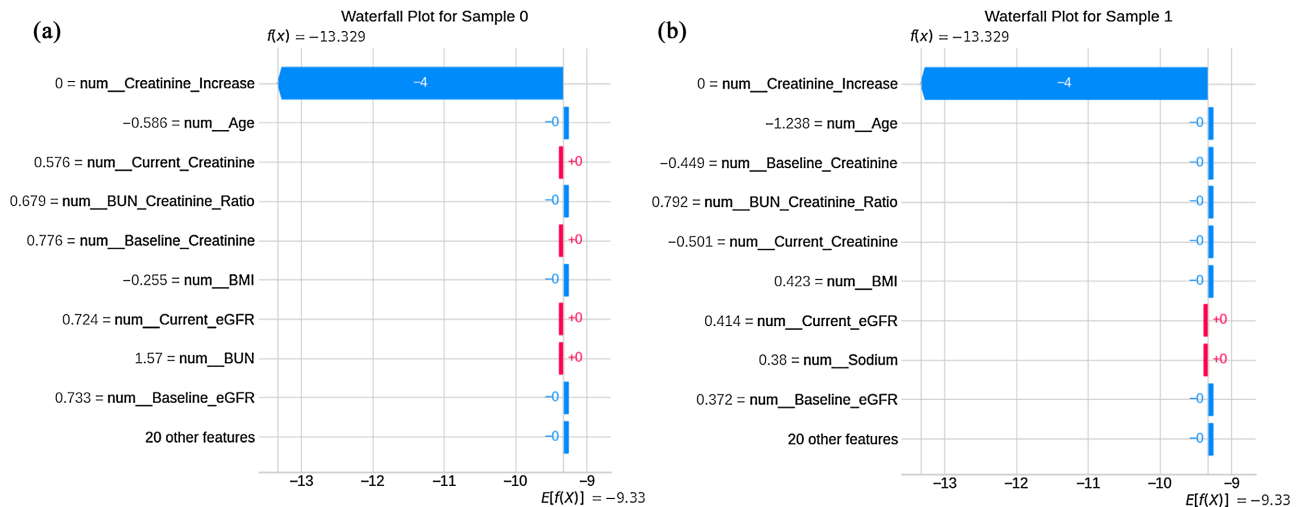 (a)
Waterfall Plot for Sample 0
f(x) = −13.329
0 = num__Creatinine_Increase
−4
−0.586 = num__Age
−0
0.576 = num__Current_Creatinine
+0
0.679 = num__BUN_Creatinine_Ratio
−0
0.776 = num__Baseline_Creatinine
+0
−0.255 = num__BMI
−0
0.724 = num__Current_eGFR
+0
1.57 = num__BUN
+0
0.733 = num__Baseline_eGFR
−0
20 other features
−0
−13 −12 −11 −10 −9
E[f(X)] = −9.33
(b)
Waterfall Plot for Sample 1
f(x) = −13.329
0 = num__Creatinine_Increase
−4
−1.238 = num__Age
−0
−0.449 = num__Baseline_Creatinine
−0
0.792 = num__BUN_Creatinine_Ratio
−0
−0.501 = num__Current_Creatinine
−0
0.423 = num__BMI
−0
0.414 = num__Current_eGFR
+0
0.38 = num__Sodium
+0
0.372 = num__Baseline_eGFR
−0
20 other features
−0
−13 −12 −11 −10 −9
E[f(X)] = −9.33